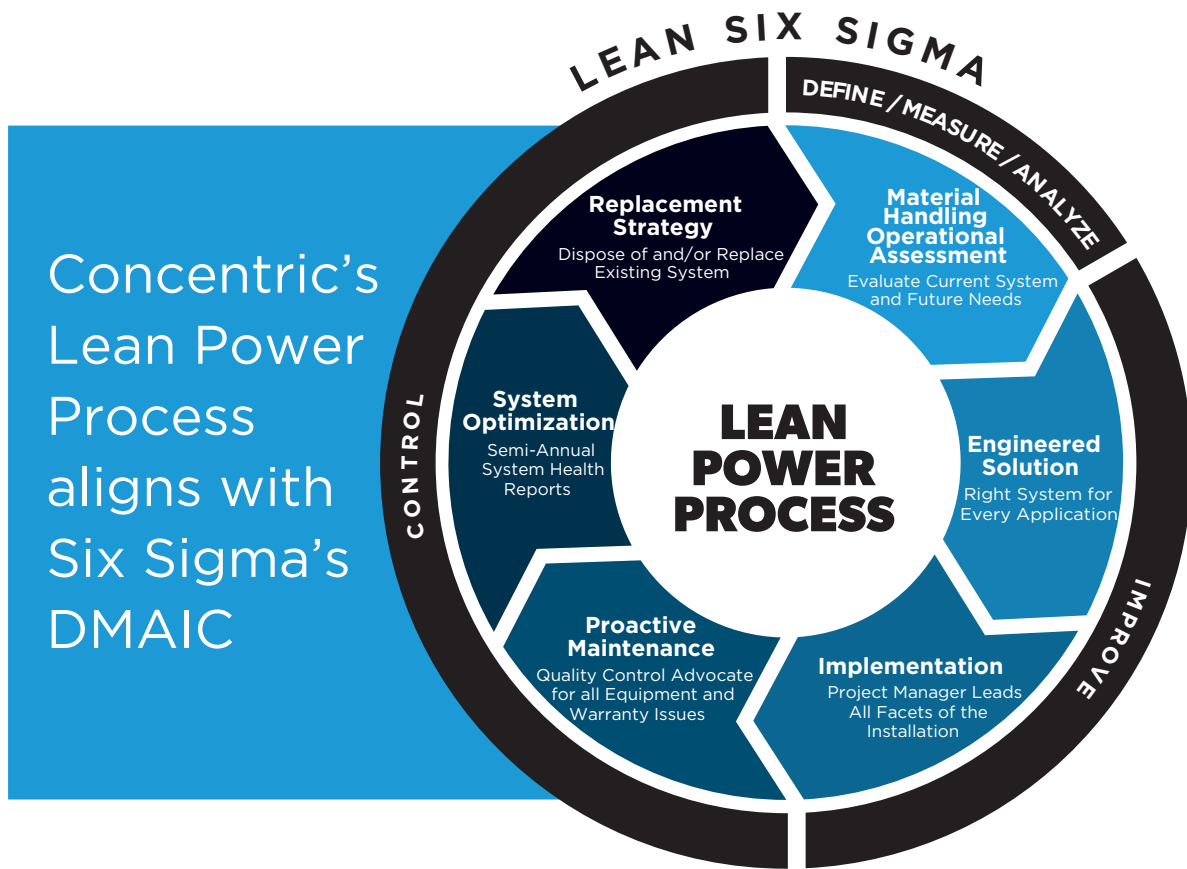 Concentric's
Lean Power
Process
aligns with
Six Sigma's
DMAIC
LEAN SIX SIGMA
DEFINE / MEASURE / ANALYZE
IMPROVE
CONTROL
LEAN
POWER
PROCESS
Material
Handling
Operational
Assessment
Evaluate Current System
and Future Needs
Engineered
Solution
Right System for
Every Application
Implementation
Project Manager Leads
All Facets of the
Installation
Proactive
Maintenance
Quality Control Advocate
for all Equipment and
Warranty Issues
System
Optimization
Semi-Annual
System Health
Reports
Replacement
Strategy
Dispose of and/or Replace
Existing System